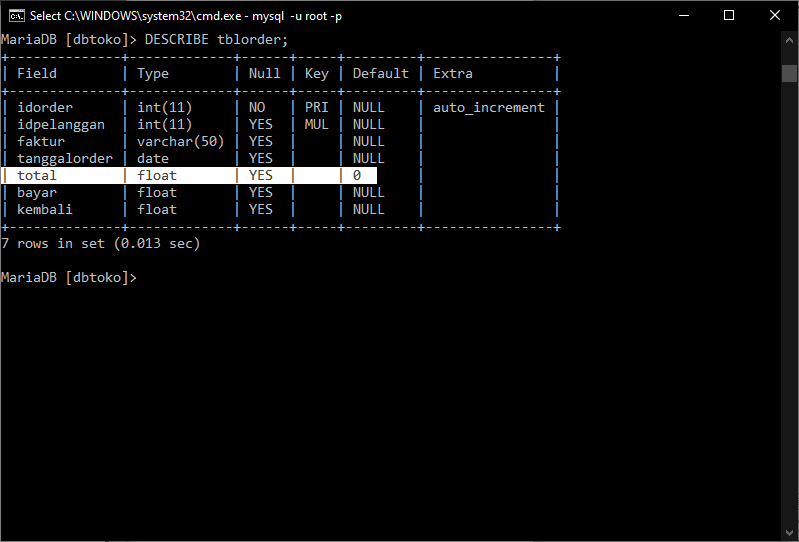 Select C:\WINDOWS\system32\cmd.exe - mysql  -u root -p
MariaDB [dbtoko]> DESCRIBE tblorder;
+--------------+-------------+------+-----+---------+----------------+
| Field        | Type        | Null | Key | Default | Extra          |
+--------------+-------------+------+-----+---------+----------------+
| idorder      | int(11)     | NO   | PRI | NULL    | auto_increment |
| idpelanggan  | int(11)     | YES  | MUL | NULL    |                |
| faktur       | varchar(50) | YES  |     | NULL    |                |
| tanggalorder | date        | YES  |     | NULL    |                |
| total        | float       | YES  |     | 0       |                |
| bayar        | float       | YES  |     | NULL    |                |
| kembali      | float       | YES  |     | NULL    |                |
+--------------+-------------+------+-----+---------+----------------+
7 rows in set (0.013 sec)
MariaDB [dbtoko]>